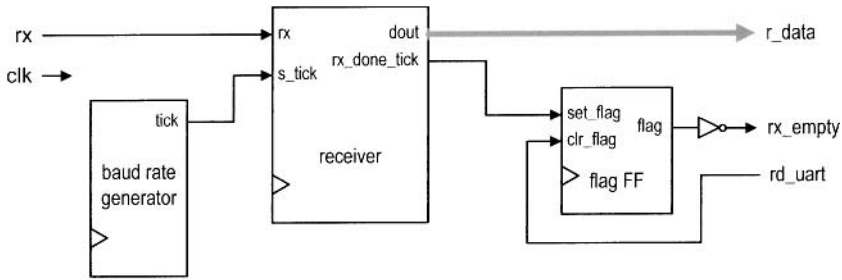 rx
clk
rx
s_tick
dout
rx_done_tick
receiver
tick
baud rate
generator
r_data
set_flag
clr_flag
flag
flag FF
rx_empty
rd_uart